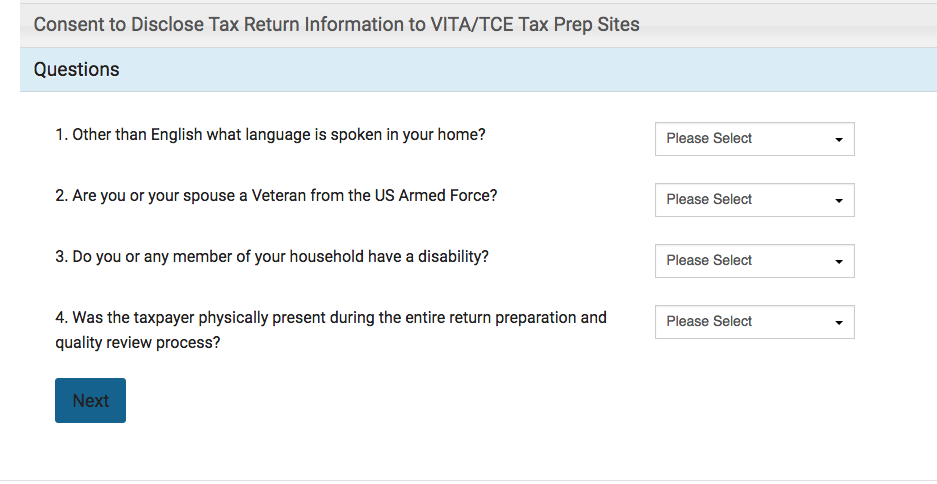 Consent to Disclose Tax Return Information to VITA/TCE Tax Prep Sites
Questions
1. Other than English what language is spoken in your home?
Please Select
2. Are you or your spouse a Veteran from the US Armed Force?
Please Select
3. Do you or any member of your household have a disability?
Please Select
4. Was the taxpayer physically present during the entire return preparation and
quality review process?
Please Select
Next